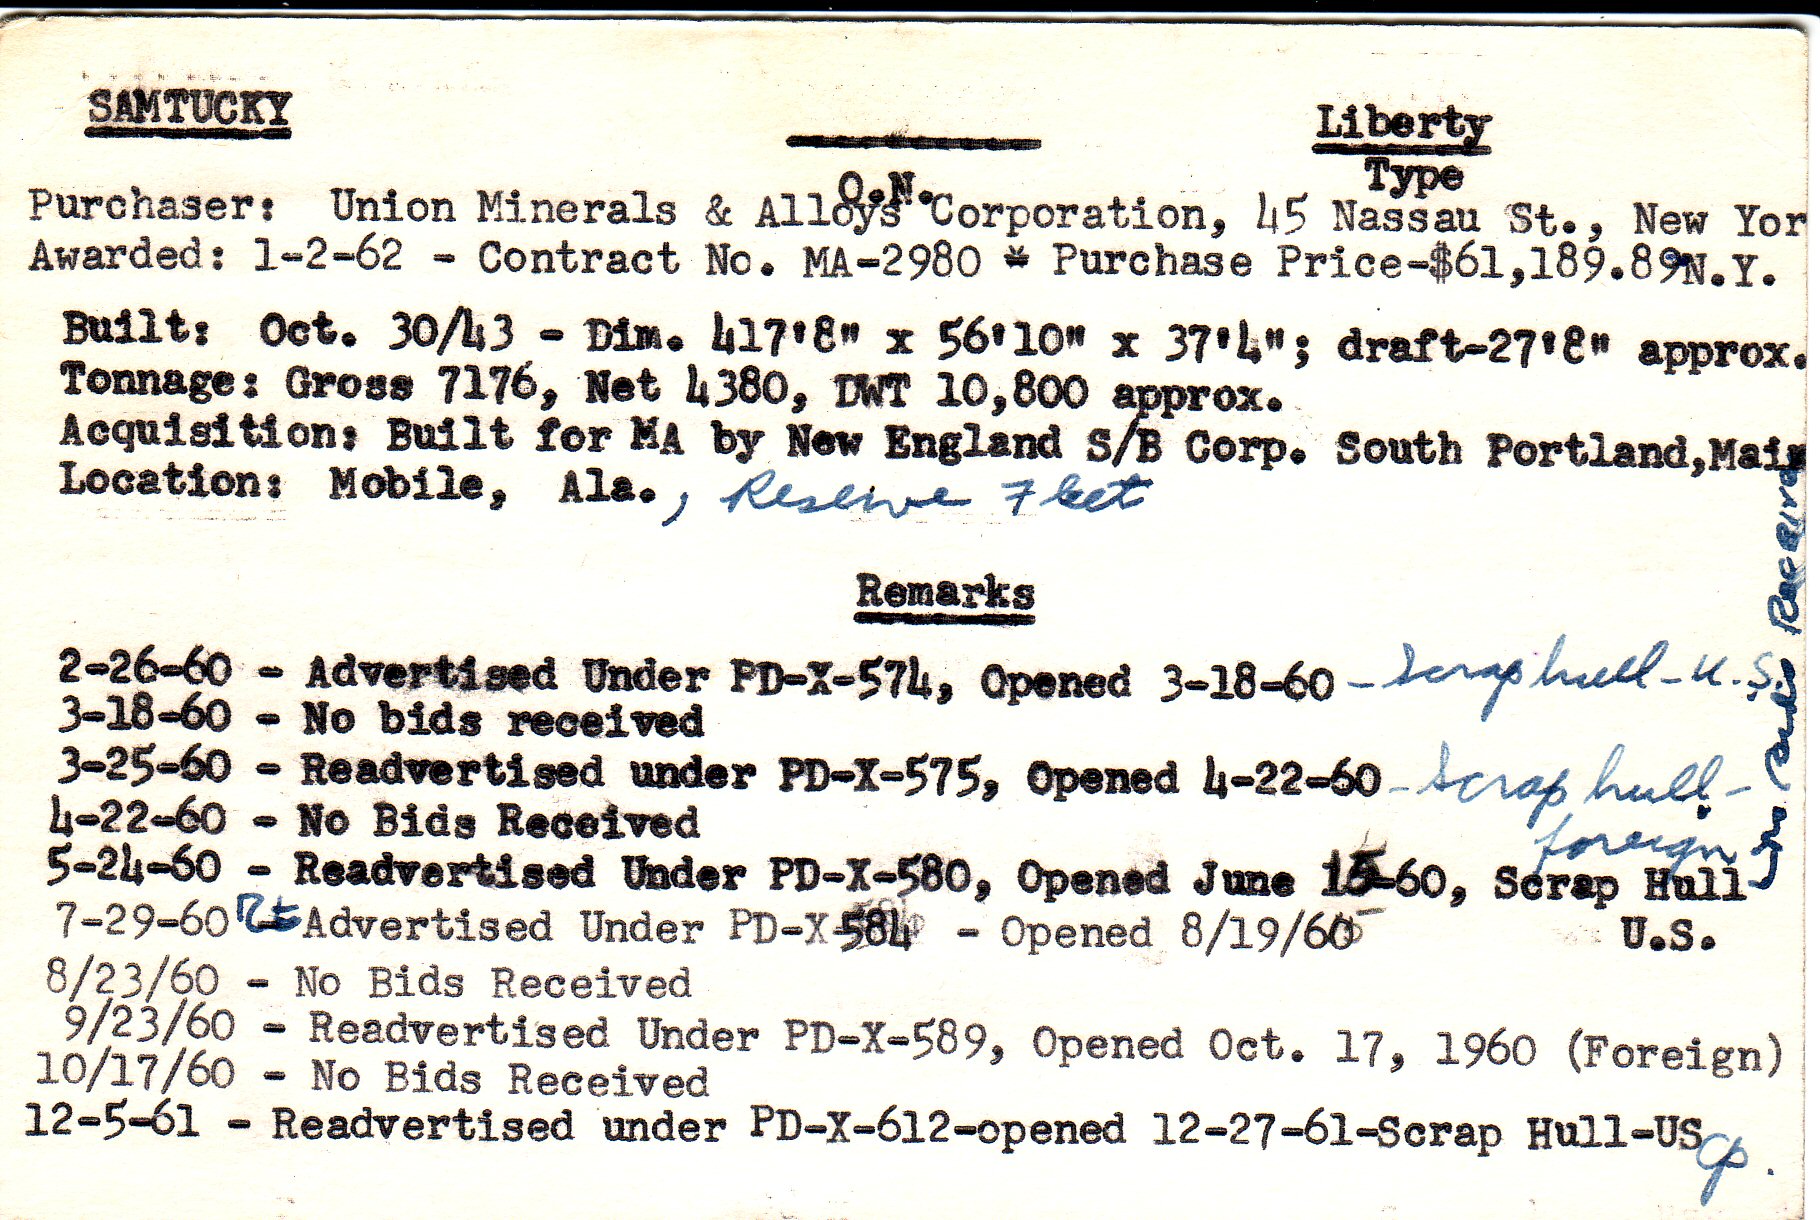 SAMTUCKY
Liberty
O.N.
Type
Purchaser: Union Minerals & Alloys Corporation, 45 Nassau St., New Yor
Awarded: 1-2-62 - Contract No. MA-2980 * Purchase Price-$61,189.89 N.Y.
Built: Oct. 30/43 - Dim. 417'8" x 56'10" x 37'4"; draft-27'8" approx.
Tonnage: Gross 7176, Net 4380, DWT 10,800 approx.
Acquisition: Built for MA by New England S/B Corp. South Portland,Main
Location: Mobile, Ala., Reserve Fleet
Remarks
2-26-60 - Advertised Under PD-X-574, Opened 3-18-60 - Scrap hull - U.S.
3-18-60 - No bids received
3-25-60 - Readvertised under PD-X-575, Opened 4-22-60 - Scrap hull -
foreign
4-22-60 - No Bids Received
5-24-60 - Readvertised Under PD-X-580, Opened June 15-60, Scrap Hull
U.S.
7-29-60 Re Advertised Under PD-X-584 - Opened 8/19/60
8/23/60 - No Bids Received
9/23/60 - Readvertised Under PD-X-589, Opened Oct. 17, 1960 (Foreign)
10/17/60 - No Bids Received
12-5-61 - Readvertised under PD-X-612-opened 12-27-61-Scrap Hull-US
No Bids Received